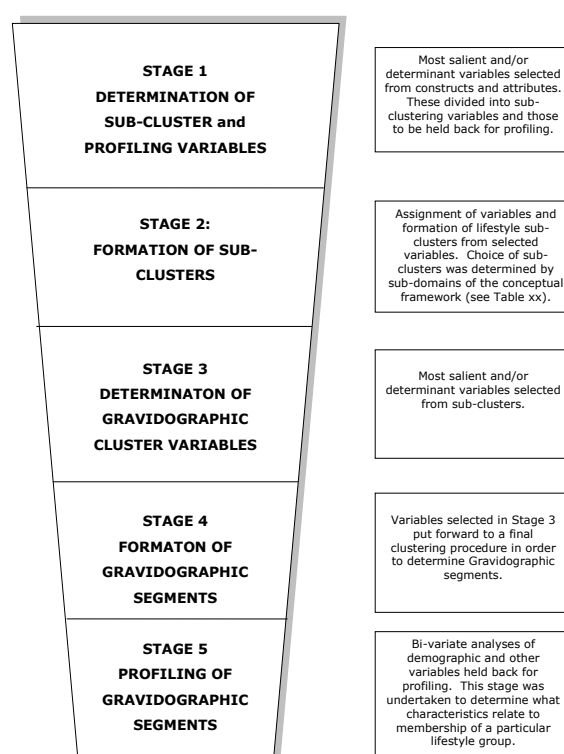 STAGE 1
DETERMINATION OF
SUB-CLUSTER and
PROFILING VARIABLES
Most salient and/or
determinant variables selected
from constructs and attributes.
These divided into sub-
clustering variables and those
to be held back for profiling.
STAGE 2:
FORMATION OF SUB-
CLUSTERS
Assignment of variables and
formation of lifestyle sub-
clusters from selected
variables. Choice of sub-
clusters was determined by
sub-domains of the conceptual
framework (see Table xx).
STAGE 3
DETERMINATON OF
GRAVIDOGRAPHIC
CLUSTER VARIABLES
Most salient and/or
determinant variables selected
from sub-clusters.
STAGE 4
FORMATON OF
GRAVIDOGRAPHIC
SEGMENTS
Variables selected in Stage 3
put forward to a final
clustering procedure in order
to determine Gravidographic
segments.
STAGE 5
PROFILING OF
GRAVIDOGRAPHIC
SEGMENTS
Bi-variate analyses of
demographic and other
variables held back for
profiling. This stage was
undertaken to determine what
characteristics relate to
membership of a particular
lifestyle group.